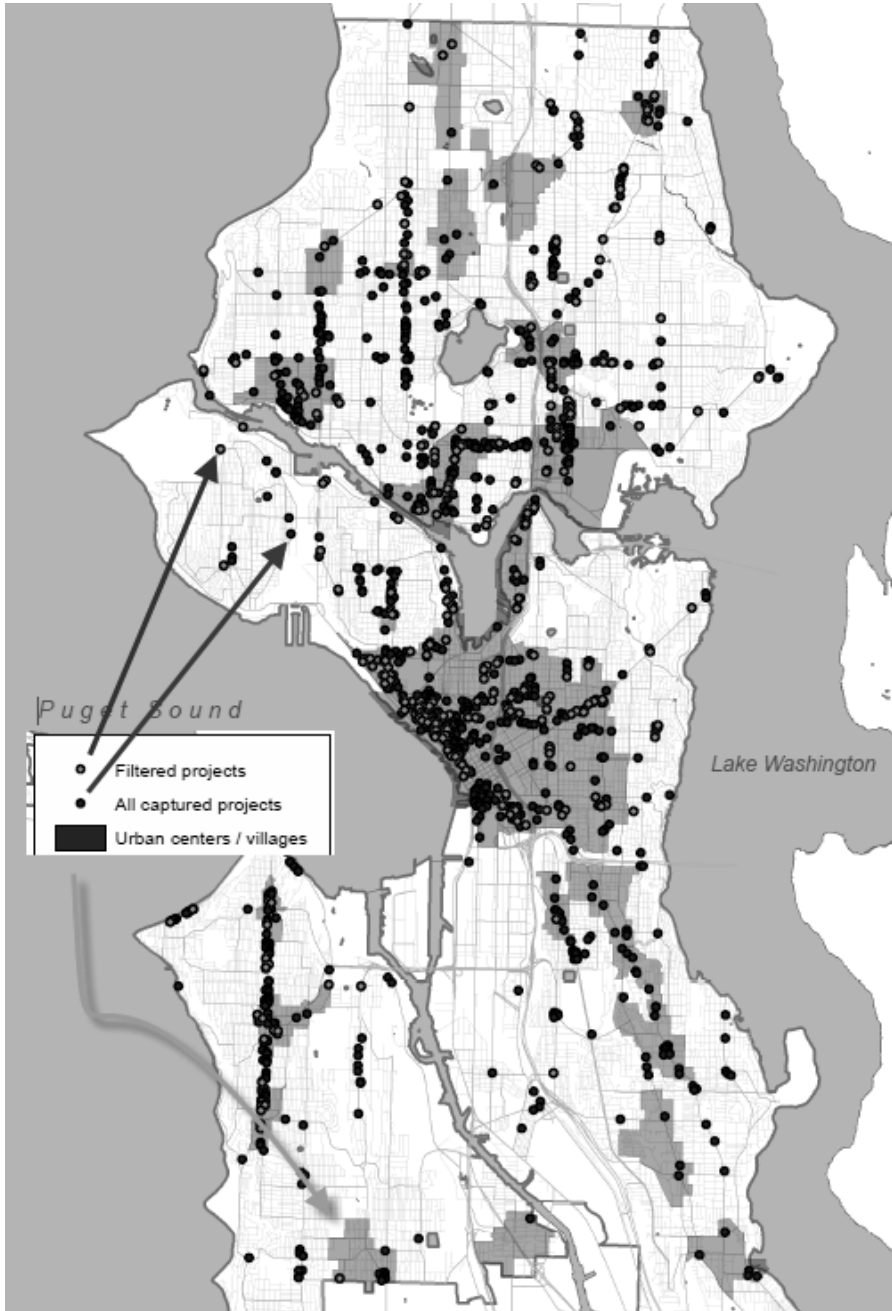 Puget Sound
Lake Washington
Filtered projects
All captured projects
Urban centers / villages